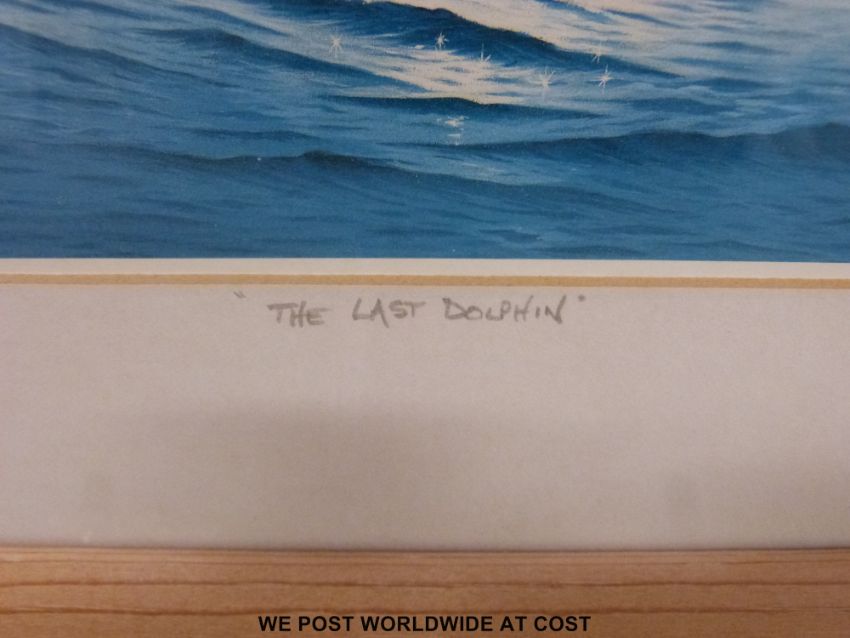 "THE LAST DOLPHIN"
WE POST WORLDWIDE AT COST